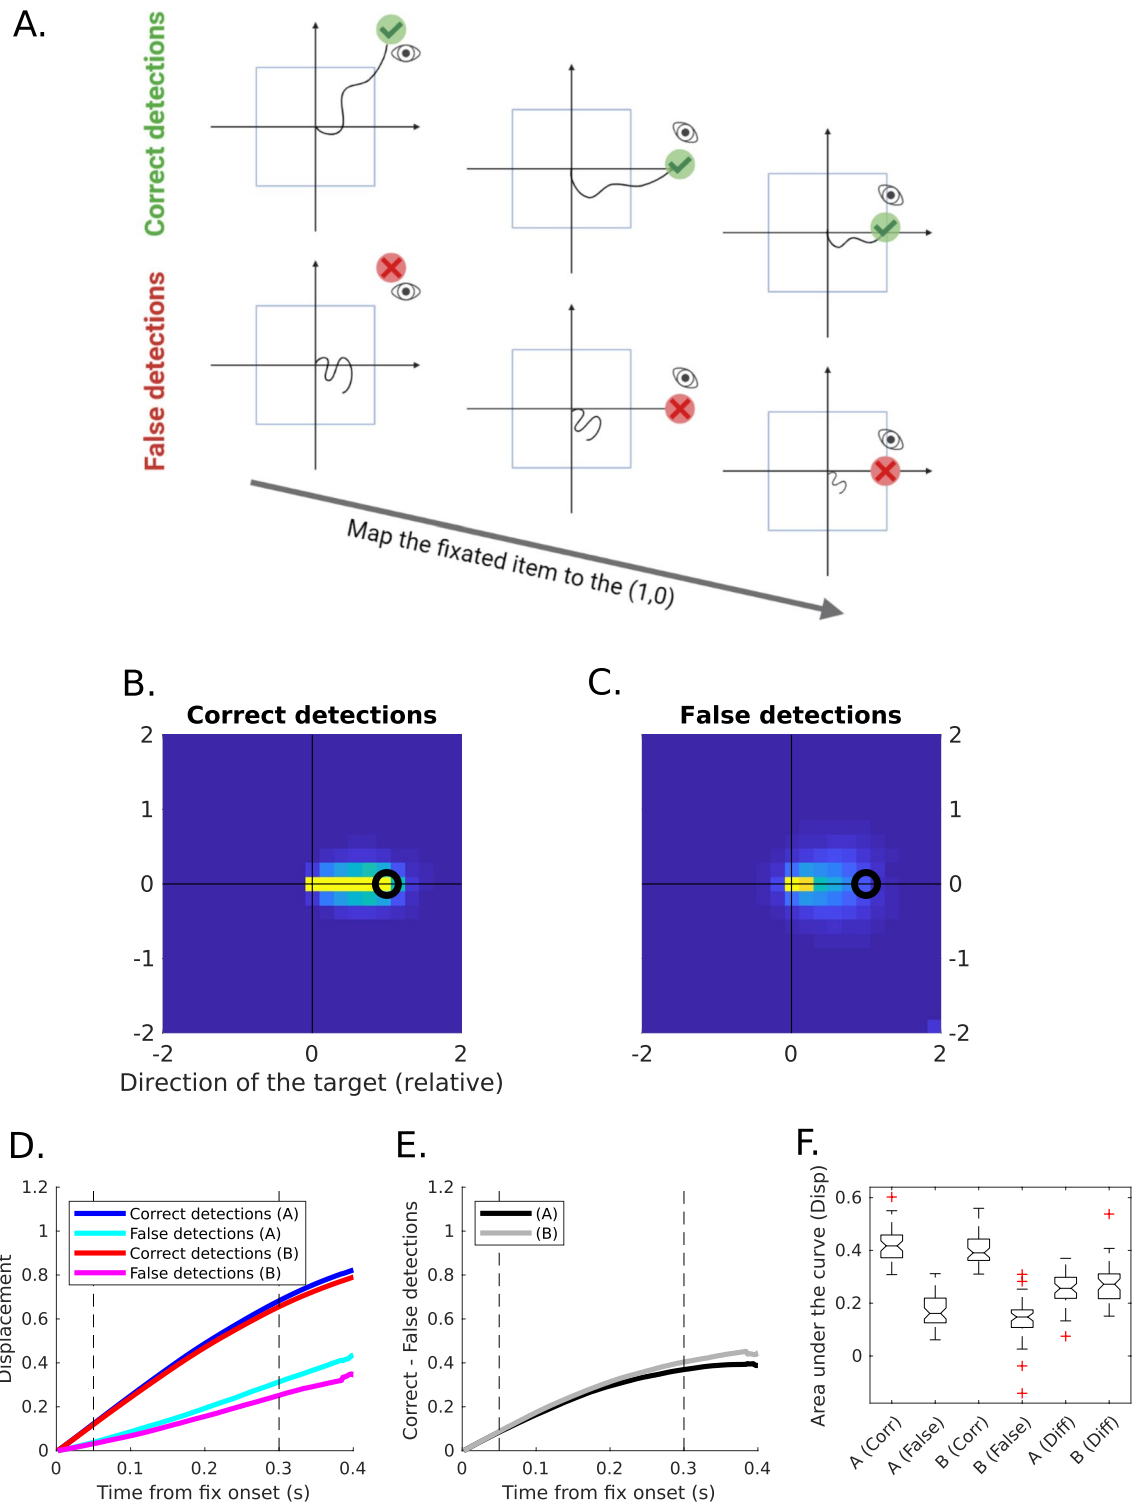 A.
Correct detections
False detections
Map the fixated item to the (1,0)
B.
C.
Correct detections
False detections
2
1
0
-1
-2
-2
0
2
Direction of the target (relative)
2
1
0
-1
-2
-2
0
2
D.
E.
F.
Displacement
1.2
1
0.8
0.6
0.4
0.2
0
Correct detections (A)
False detections (A)
Correct detections (B)
False detections (B)
0
0.1
0.2
0.3
0.4
Time from fix onset (s)
Correct - False detections
1.2
1
0.8
0.6
0.4
0.2
0
(A)
(B)
0
0.1
0.2
0.3
0.4
Time from fix onset (s)
Area under the curve (Disp)
0.6
0.4
0.2
0
A (Corr)
A (False)
B (Corr)
B (False)
A (Diff)
B (Diff)